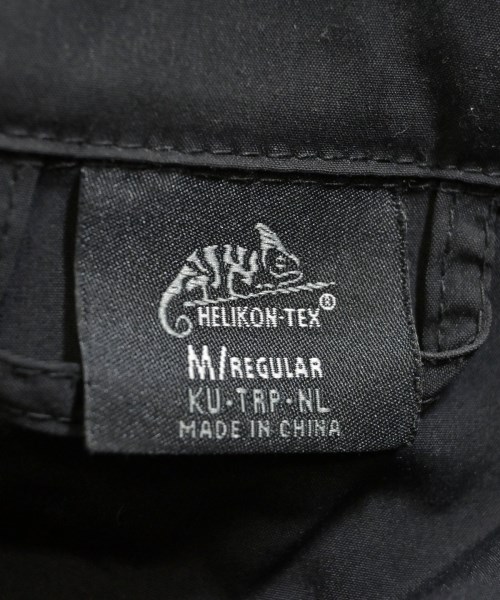 HELIKON-TEX®
M/REGULAR
KU-TRP-NL
MADE IN CHINA